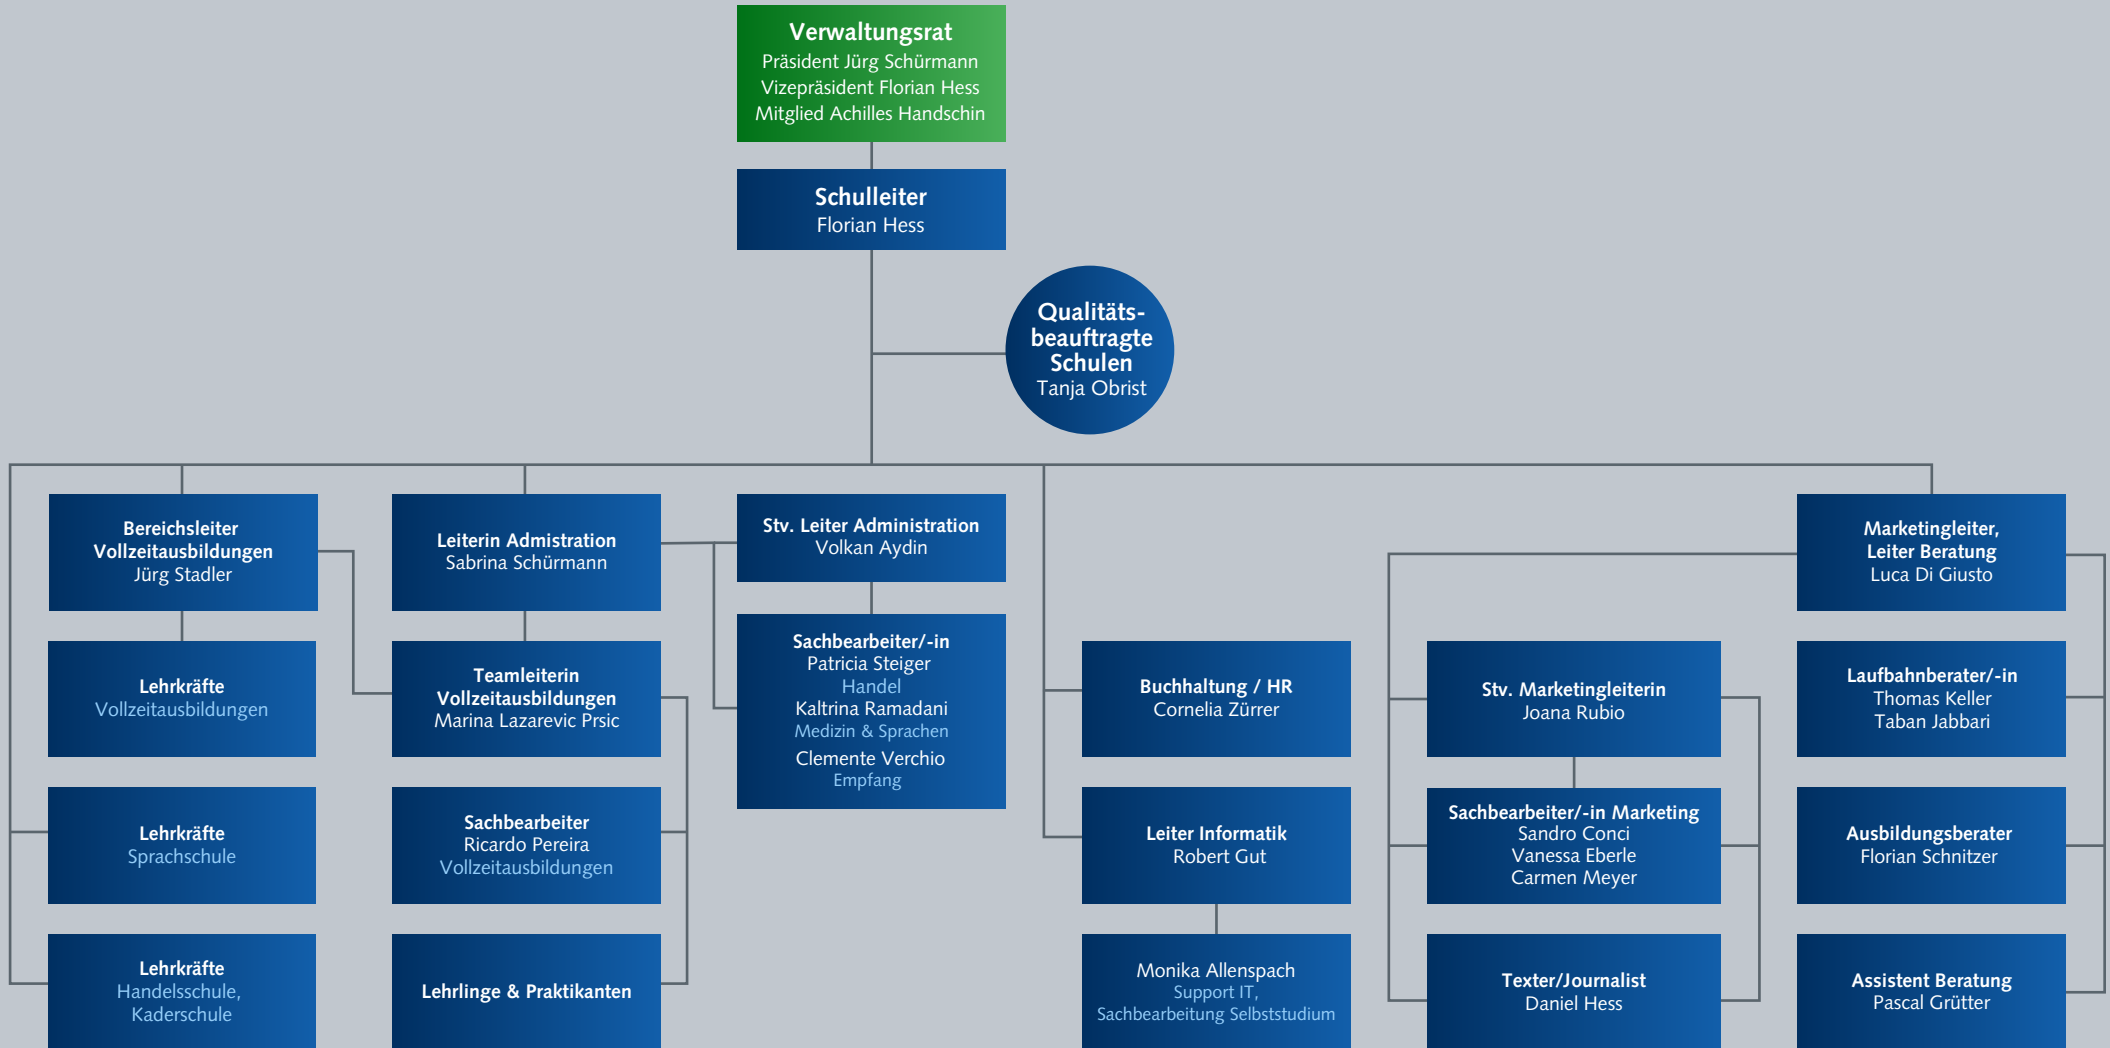 Verwaltungsrat
Präsident Jürg Schürmann
Vizepräsident Florian Hess
Mitglied Achilles Handschin
Schulleiter
Florian Hess
Qualitäts-
beauftragte
Schulen
Tanja Obrist
Bereichsleiter
Vollzeitausbildungen
Jürg Stadler
Lehrkräfte
Vollzeitausbildungen
Lehrkräfte
Sprachschule
Lehrkräfte
Handelsschule,
Kaderschule
Leiterin Admistration
Sabrina Schürmann
Teamleiterin
Vollzeitausbildungen
Marina Lazarevic Prsic
Sachbearbeiter
Ricardo Pereira
Vollzeitausbildungen
Lehrlinge & Praktikanten
Stv. Leiter Administration
Volkan Aydin
Sachbearbeiter/-in
Patricia Steiger
Handel
Kaltrina Ramadani
Medizin & Sprachen
Clemente Verchio
Empfang
Buchhaltung / HR
Cornelia Zürrer
Leiter Informatik
Robert Gut
Monika Allenspach
Support IT,
Sachbearbeitung Selbststudium
Stv. Marketingleiterin
Joana Rubio
Sachbearbeiter/-in Marketing
Sandro Conci
Vanessa Eberle
Carmen Meyer
Texter/Journalist
Daniel Hess
Marketingleiter,
Leiter Beratung
Luca Di Giusto
Laufbahnberater/-in
Thomas Keller
Taban Jabbari
Ausbildungsberater
Florian Schnitzer
Assistent Beratung
Pascal Grütter